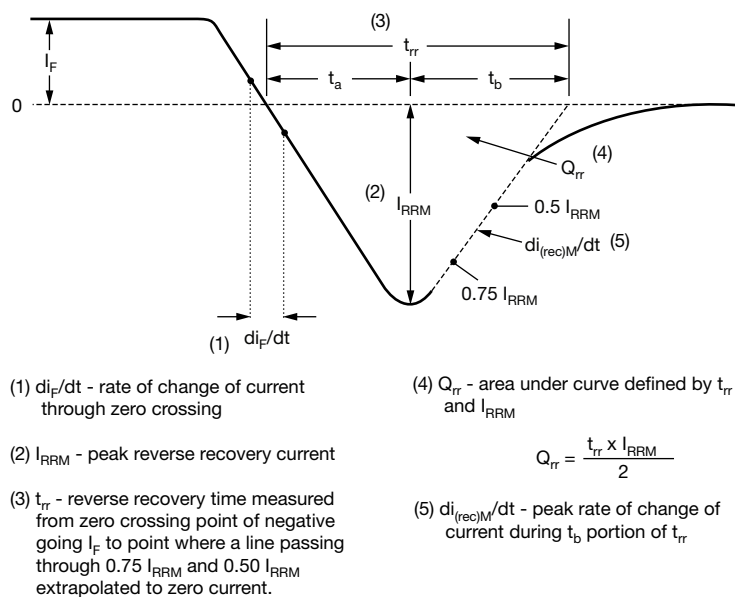 (3)
t_rr
I_F
t_a
t_b
0
(2)
I_RRM
Q_rr
(4)
0.5 I_RRM
di_(rec)M/dt (5)
0.75 I_RRM
(1) di_F/dt
(1) di_F/dt - rate of change of current
through zero crossing
(2) I_RRM - peak reverse recovery current
(3) t_rr - reverse recovery time measured
from zero crossing point of negative
going I_F to point where a line passing
through 0.75 I_RRM and 0.50 I_RRM
extrapolated to zero current.
(4) Q_rr - area under curve defined by t_rr
and I_RRM
Q_rr = t_rr x I_RRM
2
(5) di_(rec)M/dt - peak rate of change of
current during t_b portion of t_rr